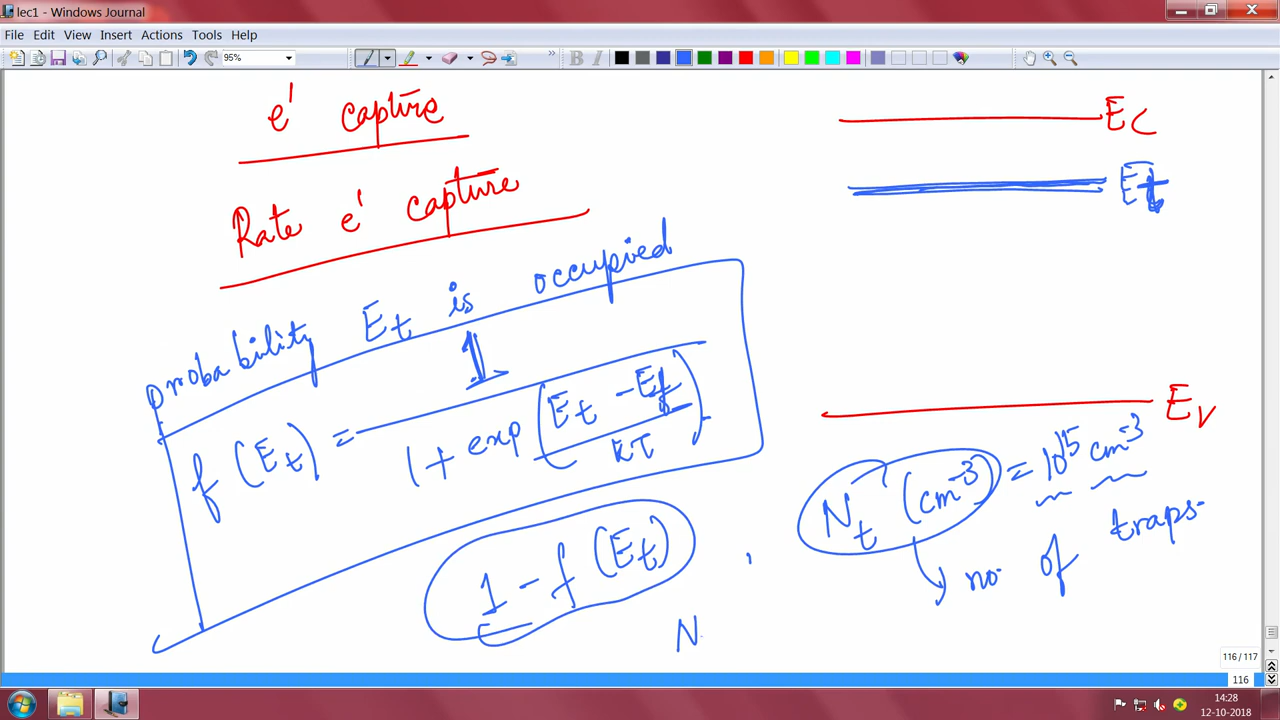 lec1 - Windows Journal
File Edit View Insert Actions Tools Help
95%
e' capture
Rate e' capture
probability Et is occupied
f (Et) = 1 / 1 + exp (Et - Ef / kT)
1 - f (Et) ,
N
EC
Et
EV
Nt (cm-3) = 10^15 cm-3
no. of traps.
116 / 117
116
14:28
12-10-2018